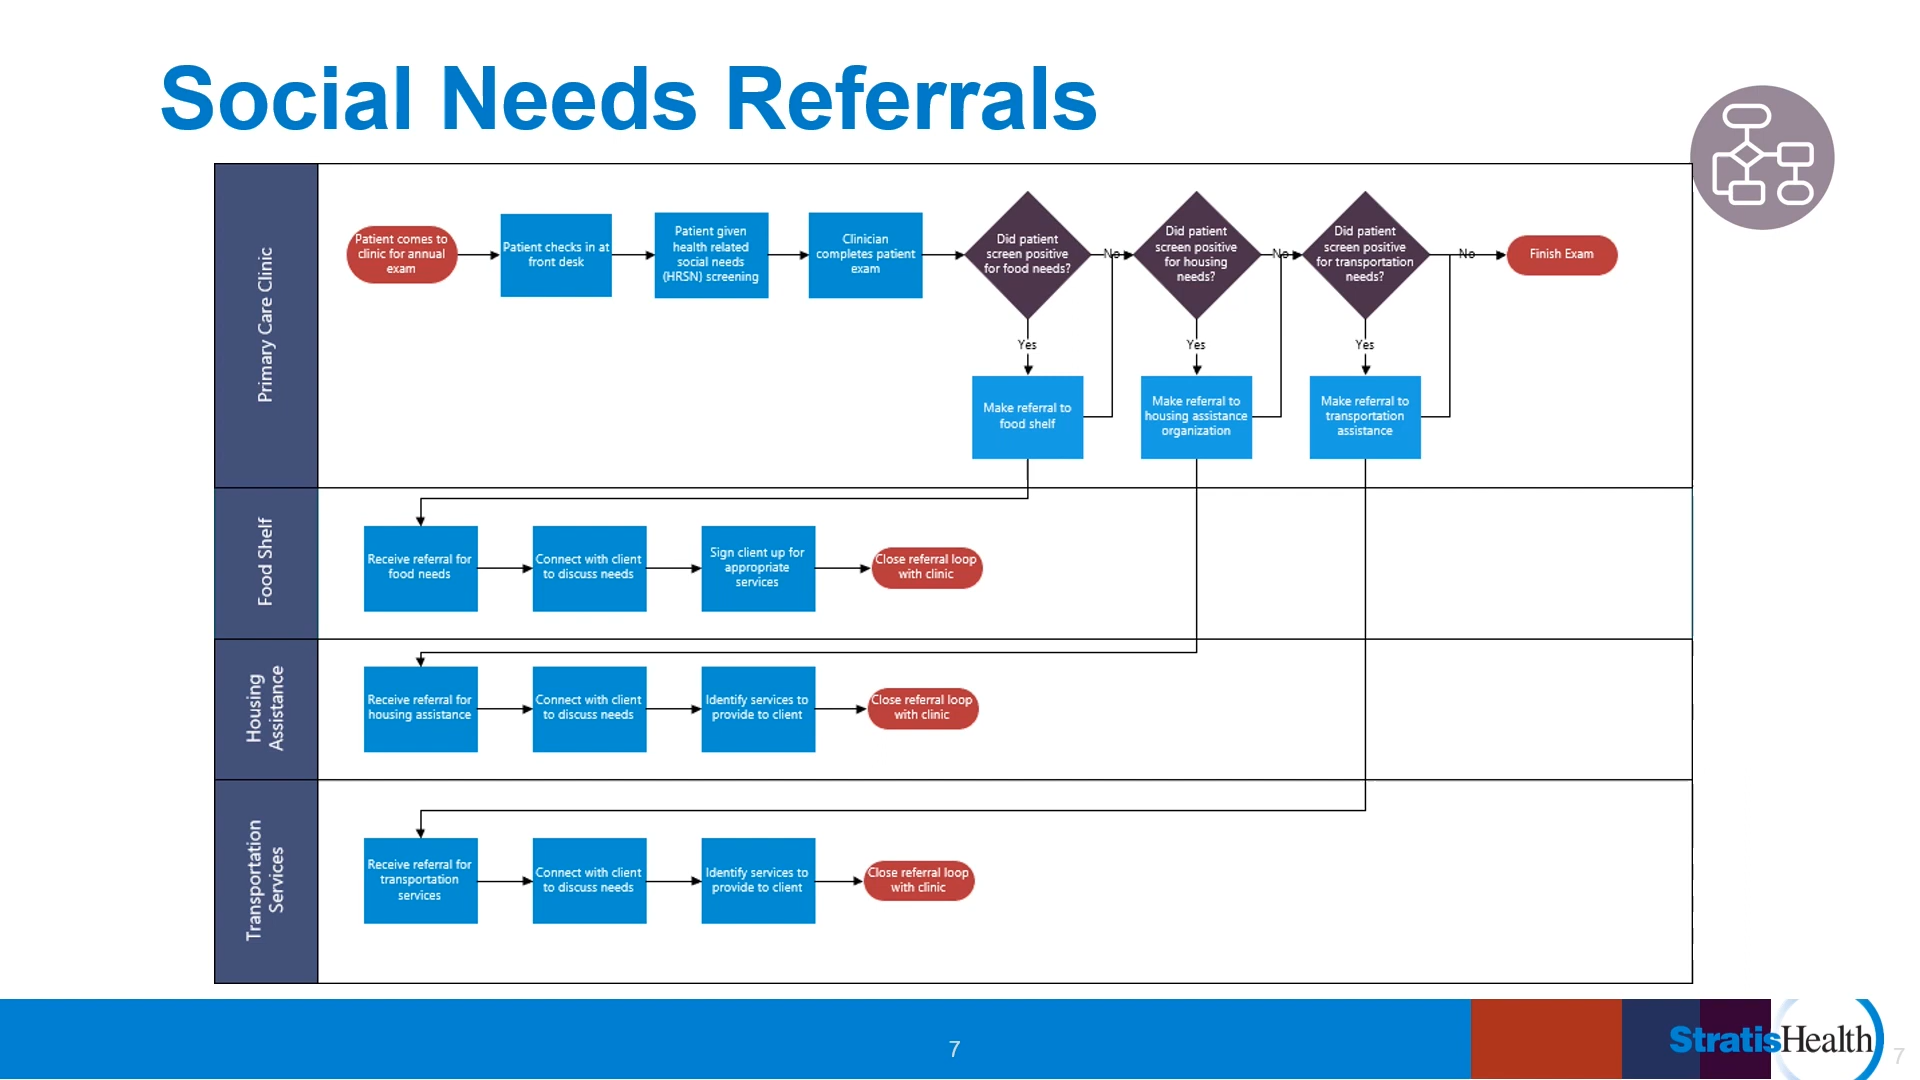 Social Needs Referrals
Primary Care Clinic
Patient comes to
clinic for annual
exam
Patient checks in at
front desk
Patient given
health related
social needs
(HRSN) screening
Clinician
completes patient
exam
Did patient
screen positive
for food needs?
No
Did patient
screen positive
for housing
needs?
No
Did patient
screen positive
for transportation
needs?
No
Finish Exam
Yes
Yes
Yes
Make referral to
food shelf
Make referral to
housing assistance
organization
Make referral to
transportation
assistance
Food Shelf
Receive referral for
food needs
Connect with client
to discuss needs
Sign client up for
appropriate
services
Close referral loop
with clinic
Housing
Assistance
Receive referral for
housing assistance
Connect with client
to discuss needs
Identify services to
provide to client
Close referral loop
with clinic
Transportation
Services
Receive referral for
transportation
services
Connect with client
to discuss needs
Identify services to
provide to client
Close referral loop
with clinic
7
StratisHealth
7